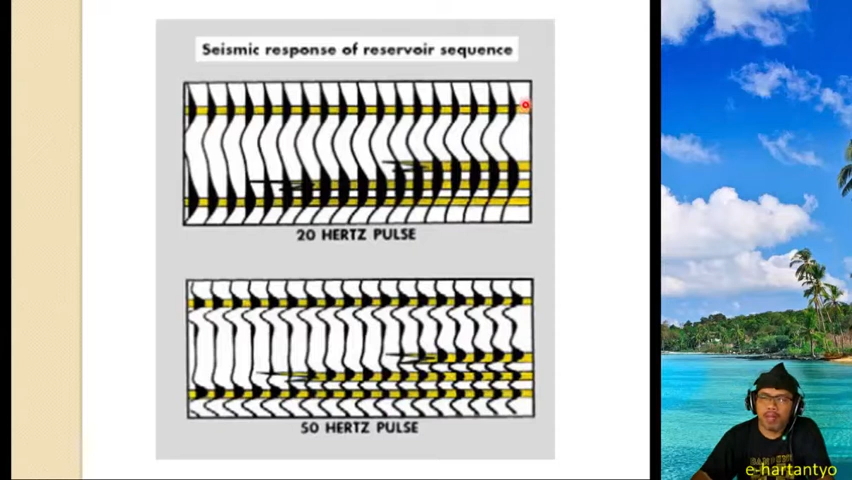 Seismic response of reservoir sequence
20 HERTZ PULSE
50 HERTZ PULSE
e-hartantyo